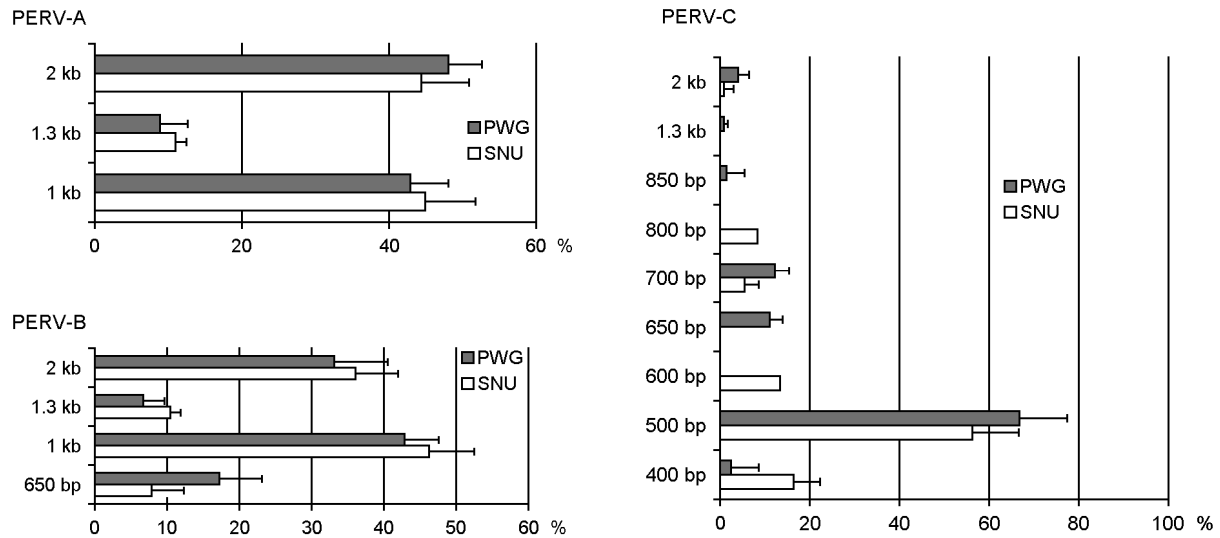 PERV-A
2 kb
1.3 kb
1 kb
PWG
SNU
0 20 40 60 %
PERV-B
2 kb
1.3 kb
1 kb
650 bp
PWG
SNU
0 10 20 30 40 50 60 %
PERV-C
2 kb
1.3 kb
850 bp
800 bp
700 bp
650 bp
600 bp
500 bp
400 bp
PWG
SNU
0 20 40 60 80 100 %